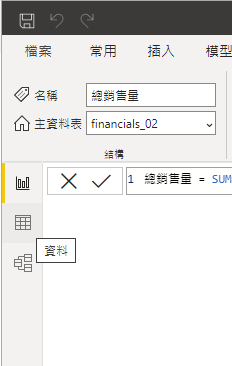 檔案 常用 插入 模型
名稱 總銷售量
主資料表 financials_02
結構
1 總銷售量 = SUM
資料